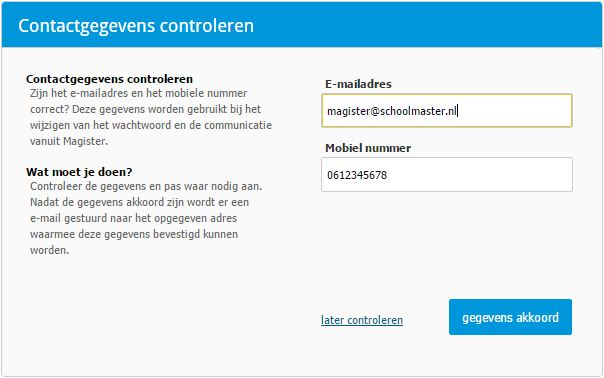 Contactgegevens controleren
Contactgegevens controleren
Zijn het e-mailadres en het mobiele nummer
correct? Deze gegevens worden gebruikt bij het
wijzigen van het wachtwoord en de communicatie
vanuit Magister.
Wat moet je doen?
Controleer de gegevens en pas waar nodig aan.
Nadat de gegevens akkoord zijn wordt er een
e-mail gestuurd naar het opgegeven adres
waarmee deze gegevens bevestigd kunnen
worden.
E-mailadres
magister@schoolmaster.nl
Mobiel nummer
0612345678
later controleren
gegevens akkoord